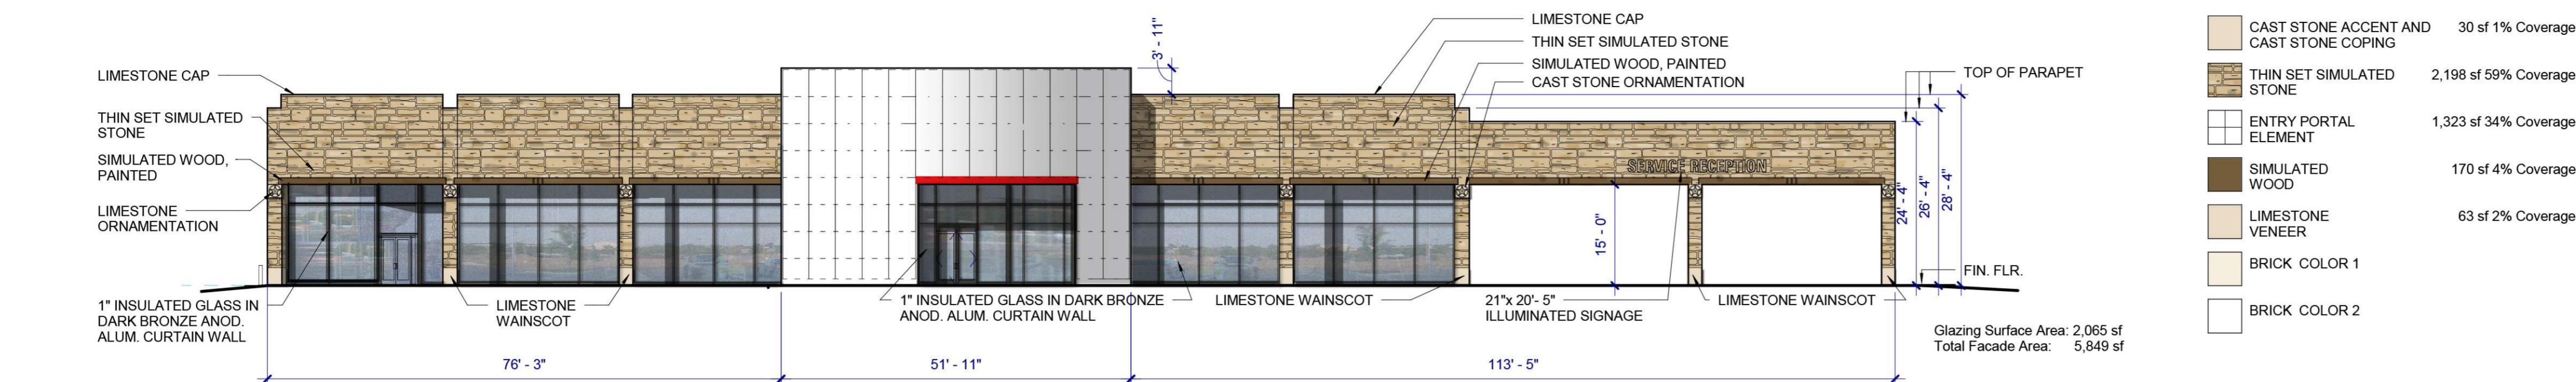 LIMESTONE CAP
THIN SET SIMULATED
STONE
SIMULATED WOOD,
PAINTED
LIMESTONE
ORNAMENTATION
1" INSULATED GLASS IN
DARK BRONZE ANOD.
ALUM. CURTAIN WALL
LIMESTONE
WAINSCOT
1" INSULATED GLASS IN DARK BRONZE
ANOD. ALUM. CURTAIN WALL
3' - 11"
LIMESTONE CAP
THIN SET SIMULATED STONE
SIMULATED WOOD, PAINTED
CAST STONE ORNAMENTATION
TOP OF PARAPET
SERVICE RECEPTION
15' - 0"
24' - 4"
26' - 4"
28' - 4"
FIN. FLR.
LIMESTONE WAINSCOT
21"x 20'- 5"
ILLUMINATED SIGNAGE
LIMESTONE WAINSCOT
76' - 3"
51' - 11"
113' - 5"
Glazing Surface Area: 2,065 sf
Total Facade Area: 5,849 sf
CAST STONE ACCENT AND 30 sf 1% Coverage
CAST STONE COPING
THIN SET SIMULATED 2,198 sf 59% Coverage
STONE
ENTRY PORTAL 1,323 sf 34% Coverage
ELEMENT
SIMULATED 170 sf 4% Coverage
WOOD
LIMESTONE 63 sf 2% Coverage
VENEER
BRICK COLOR 1
BRICK COLOR 2